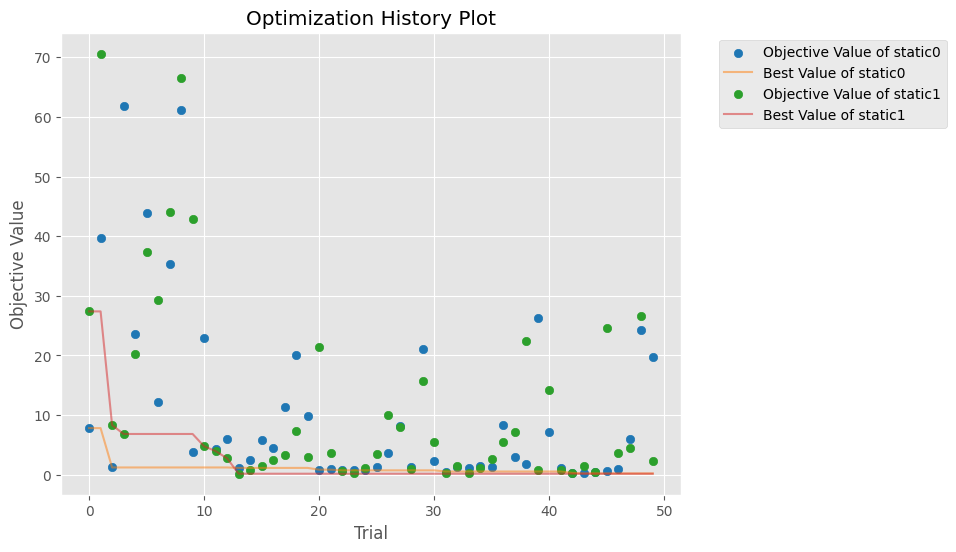 Optimization History Plot
Objective Value of static0
Best Value of static0
Objective Value of static1
Best Value of static1
70
60
50
40
30
20
10
0
Objective Value
0 10 20 30 40 50
Trial